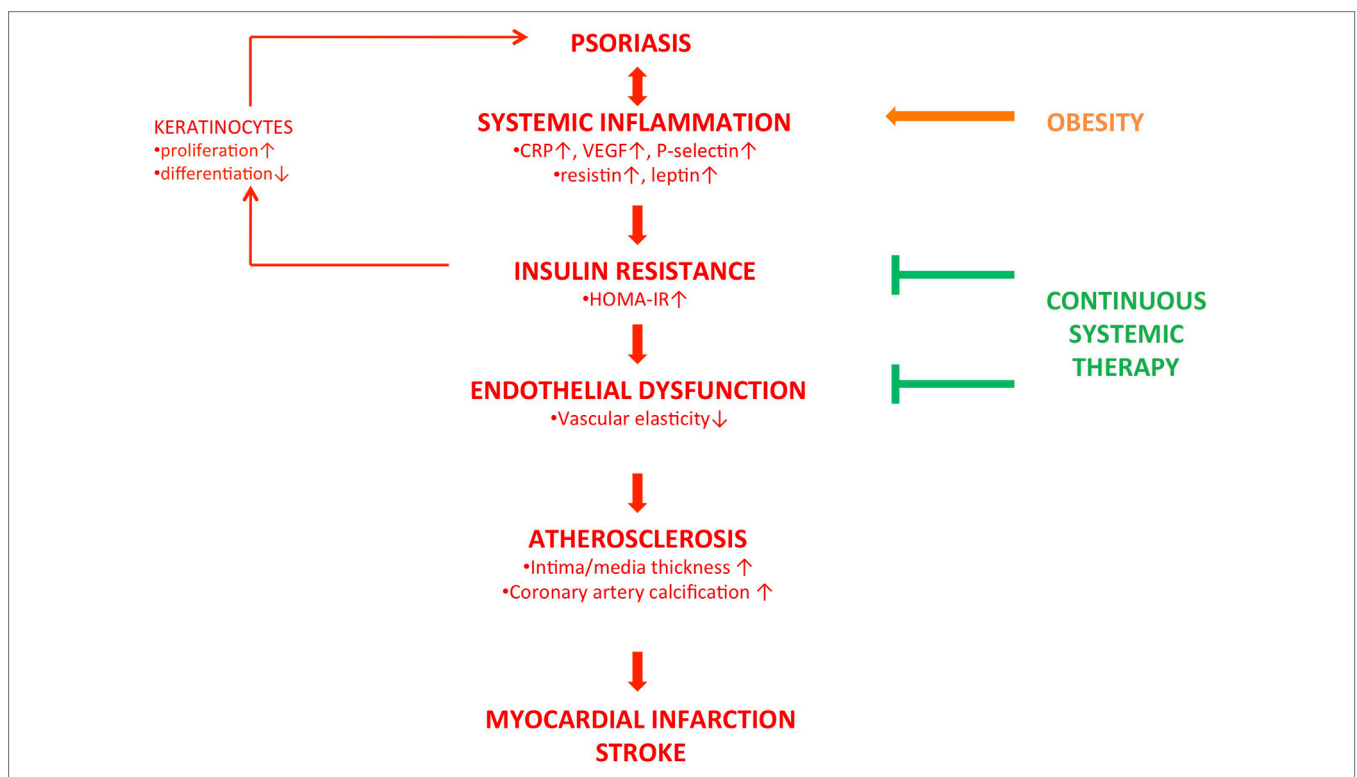 PSORIASIS
KERATINOCYTES
•proliferation↑
•differentiation↓
SYSTEMIC INFLAMMATION
•CRP↑, VEGF↑, P-selectin↑
•resistin↑, leptin↑
OBESITY
INSULIN RESISTANCE
•HOMA-IR↑
CONTINUOUS
SYSTEMIC
THERAPY
ENDOTHELIAL DYSFUNCTION
•Vascular elasticity↓
ATHEROSCLEROSIS
•Intima/media thickness ↑
•Coronary artery calcification ↑
MYOCARDIAL INFARCTION
STROKE